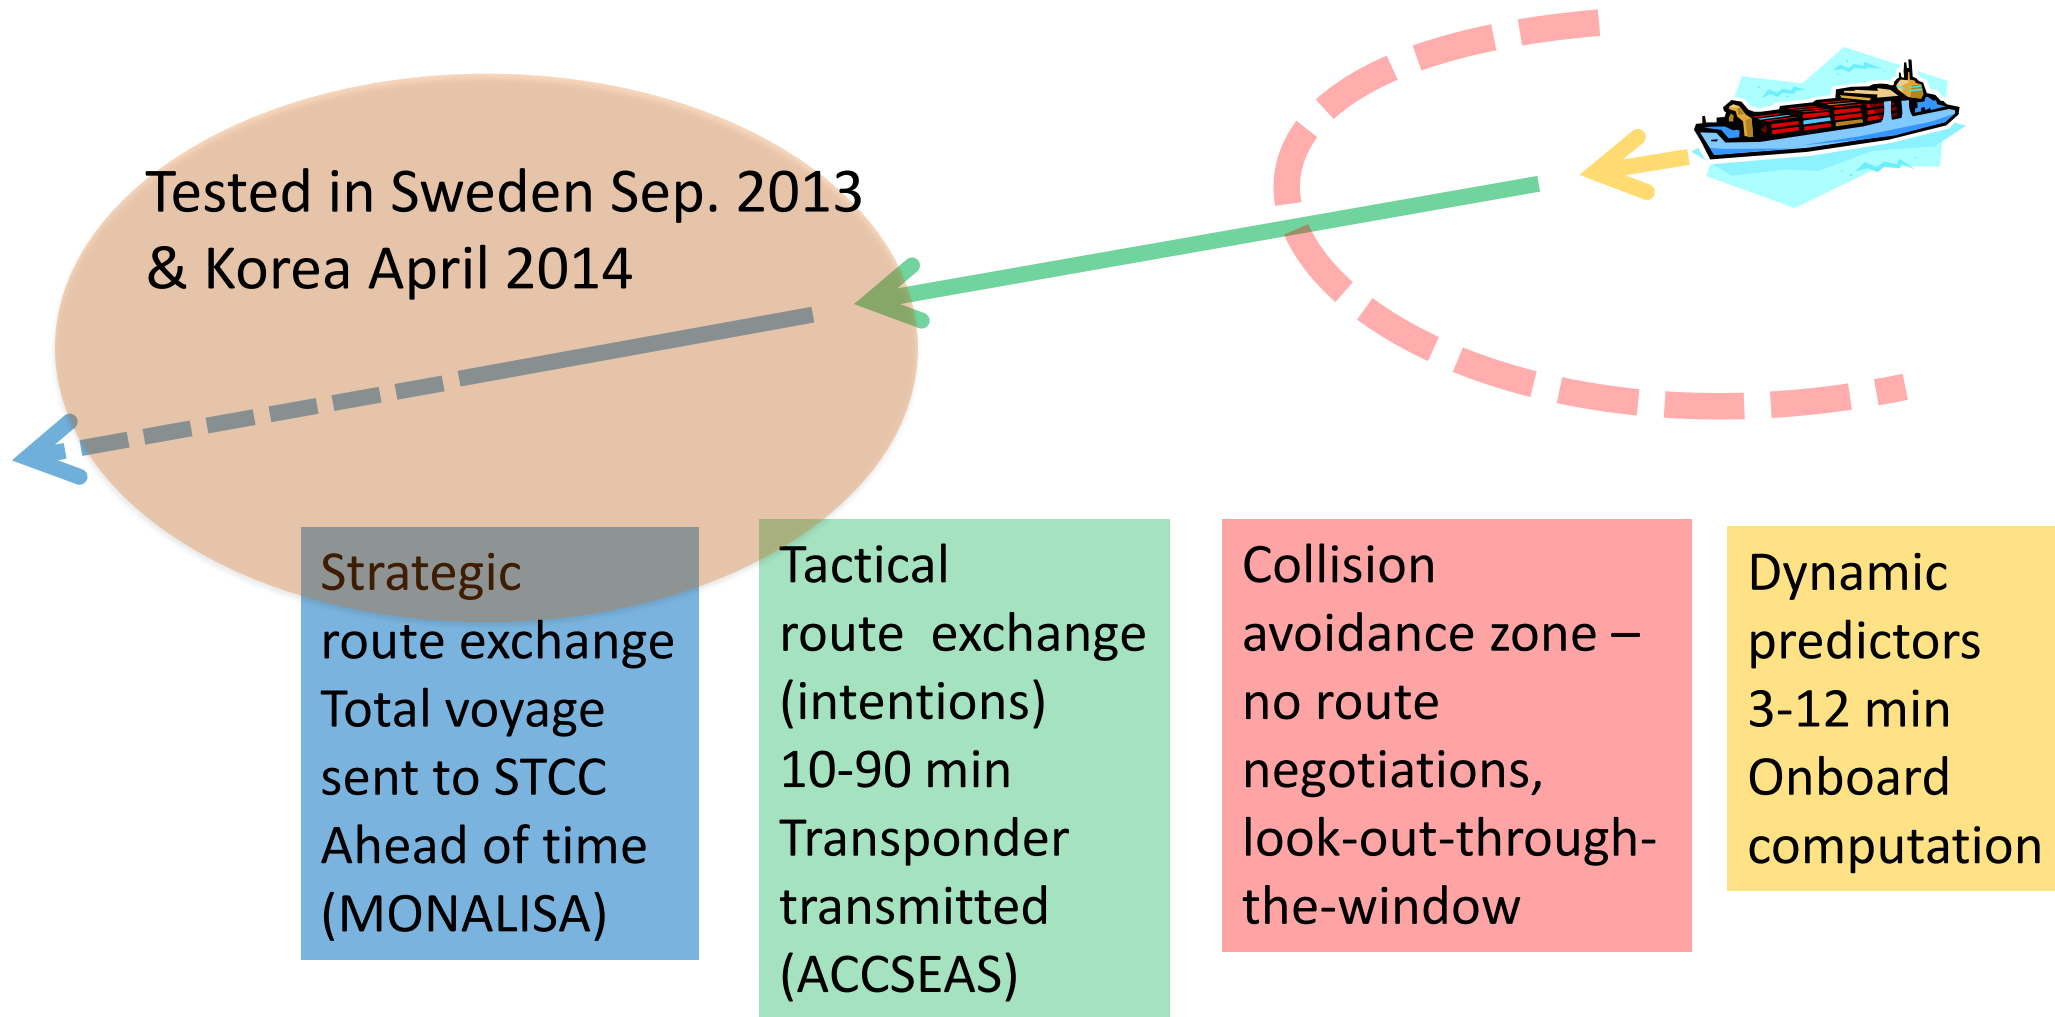 Tested in Sweden Sep. 2013
& Korea April 2014
Strategic
route exchange
Total voyage
sent to STCC
Ahead of time
(MONALISA)
Tactical
route  exchange
(intentions)
10-90 min
Transponder
transmitted
(ACCSEAS)
Collision
avoidance zone –
no route
negotiations,
look-out-through-
the-window
Dynamic
predictors
3-12 min
Onboard
computation